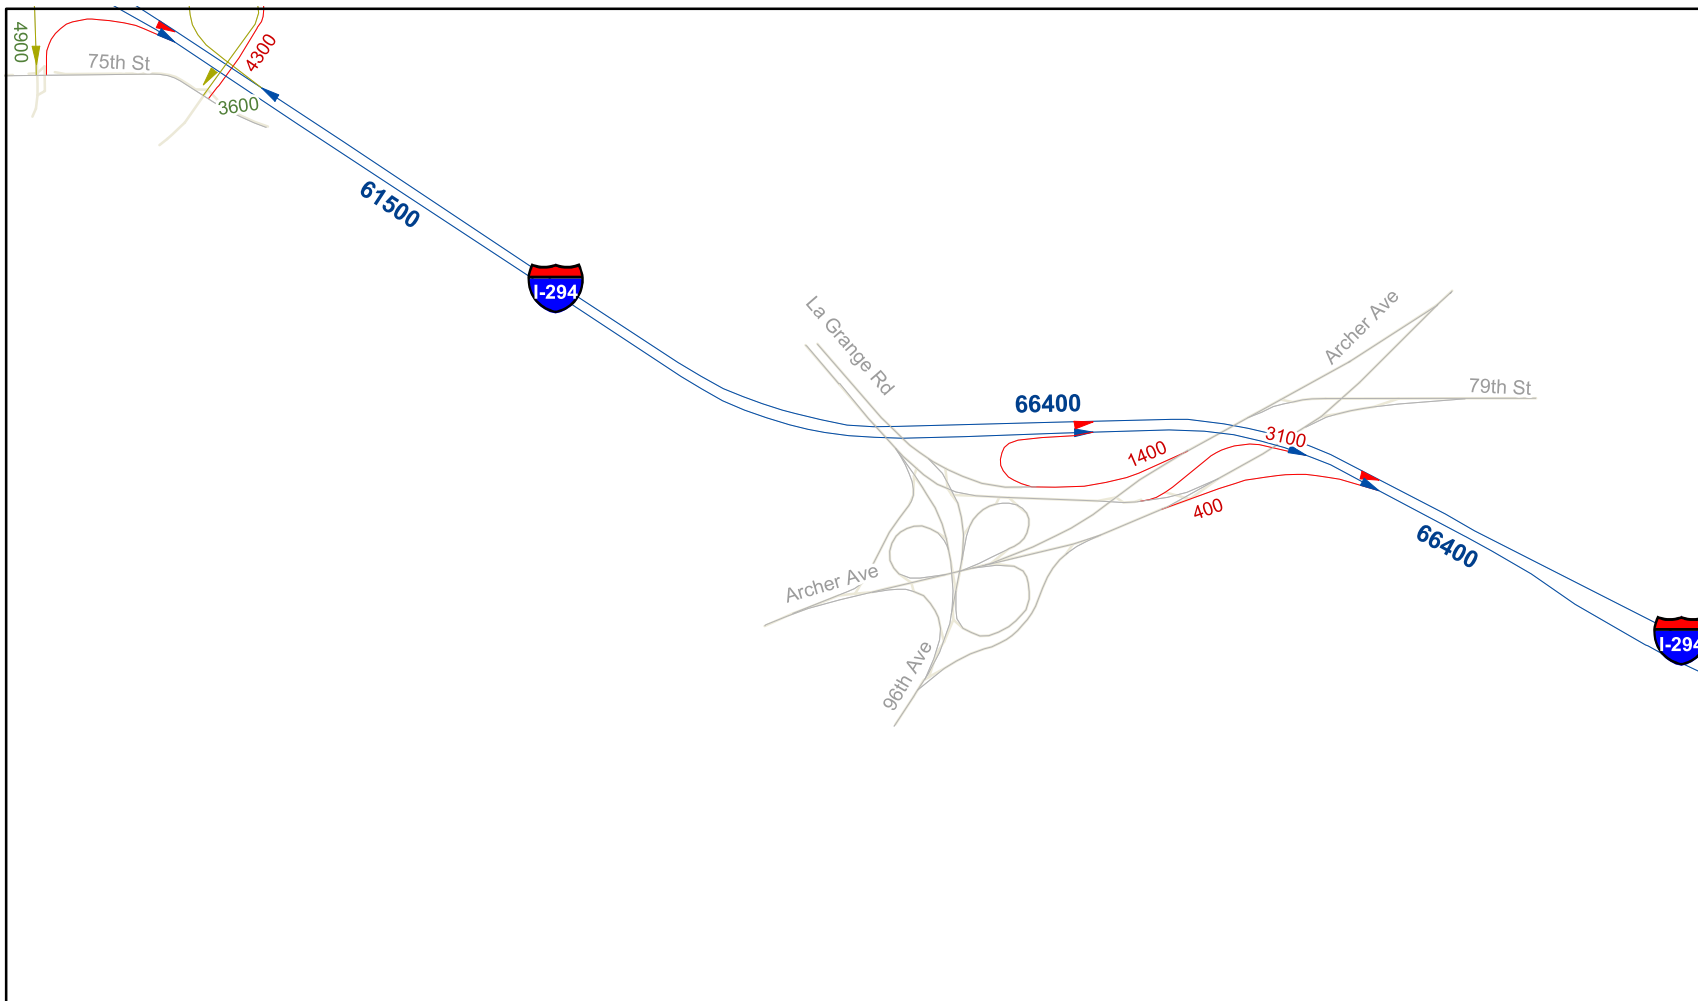 4900
75th St
4300
3600
61500
I-294
La Grange Rd
66400
Archer Ave
79th St
3100
1400
400
66400
Archer Ave
96th Ave
I-294